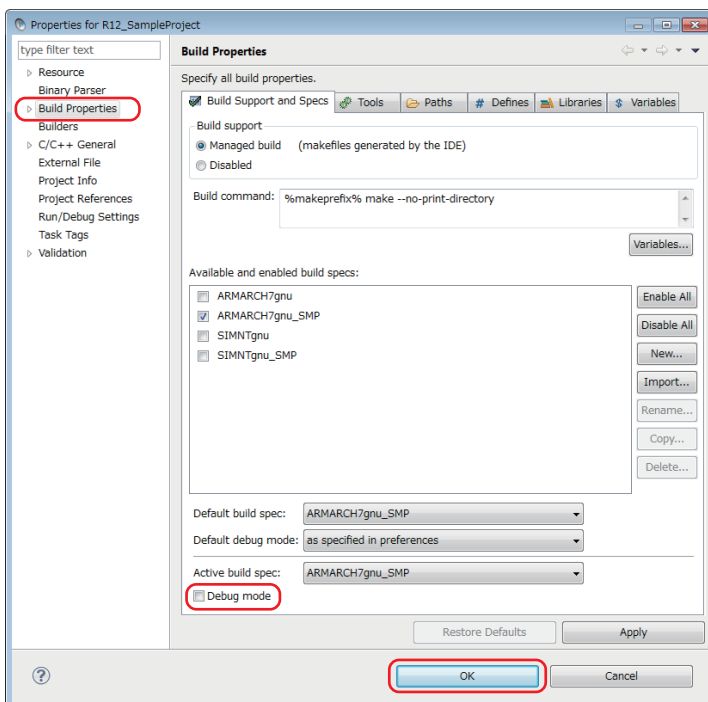 Properties for R12_SampleProject
type filter text
Resource
Binary Parser
Build Properties
Builders
C/C++ General
External File
Project Info
Project References
Run/Debug Settings
Task Tags
Validation
Build Properties
Specify all build properties.
Build Support and Specs Tools Paths # Defines Libraries $ Variables
Build support
Managed build (makefiles generated by the IDE)
Disabled
Build command: %makeprefix% make --no-print-directory
Variables...
Available and enabled build specs:
ARMARCH7gnu
ARMARCH7gnu_SMP
SIMNTgnu
SIMNTgnu_SMP
Enable All
Disable All
New...
Import...
Rename...
Copy...
Delete...
Default build spec: ARMARCH7gnu_SMP
Default debug mode: as specified in preferences
Active build spec: ARMARCH7gnu_SMP
Debug mode
Restore Defaults Apply
? OK Cancel